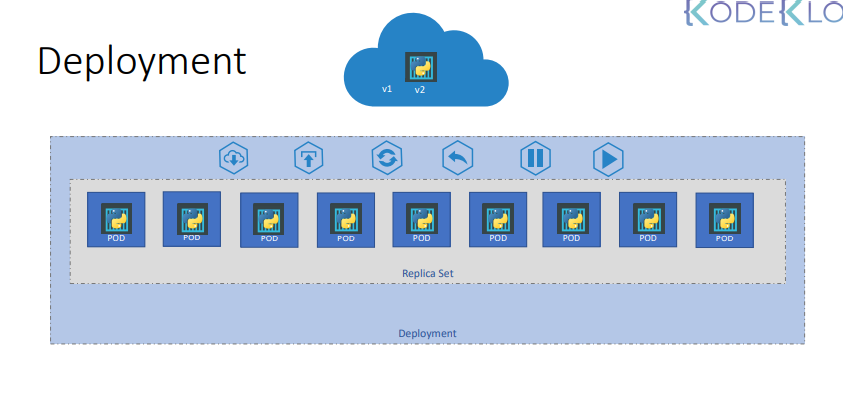 KODEKLO
Deployment
v1
v2
POD POD POD POD POD POD POD POD POD
Replica Set
Deployment